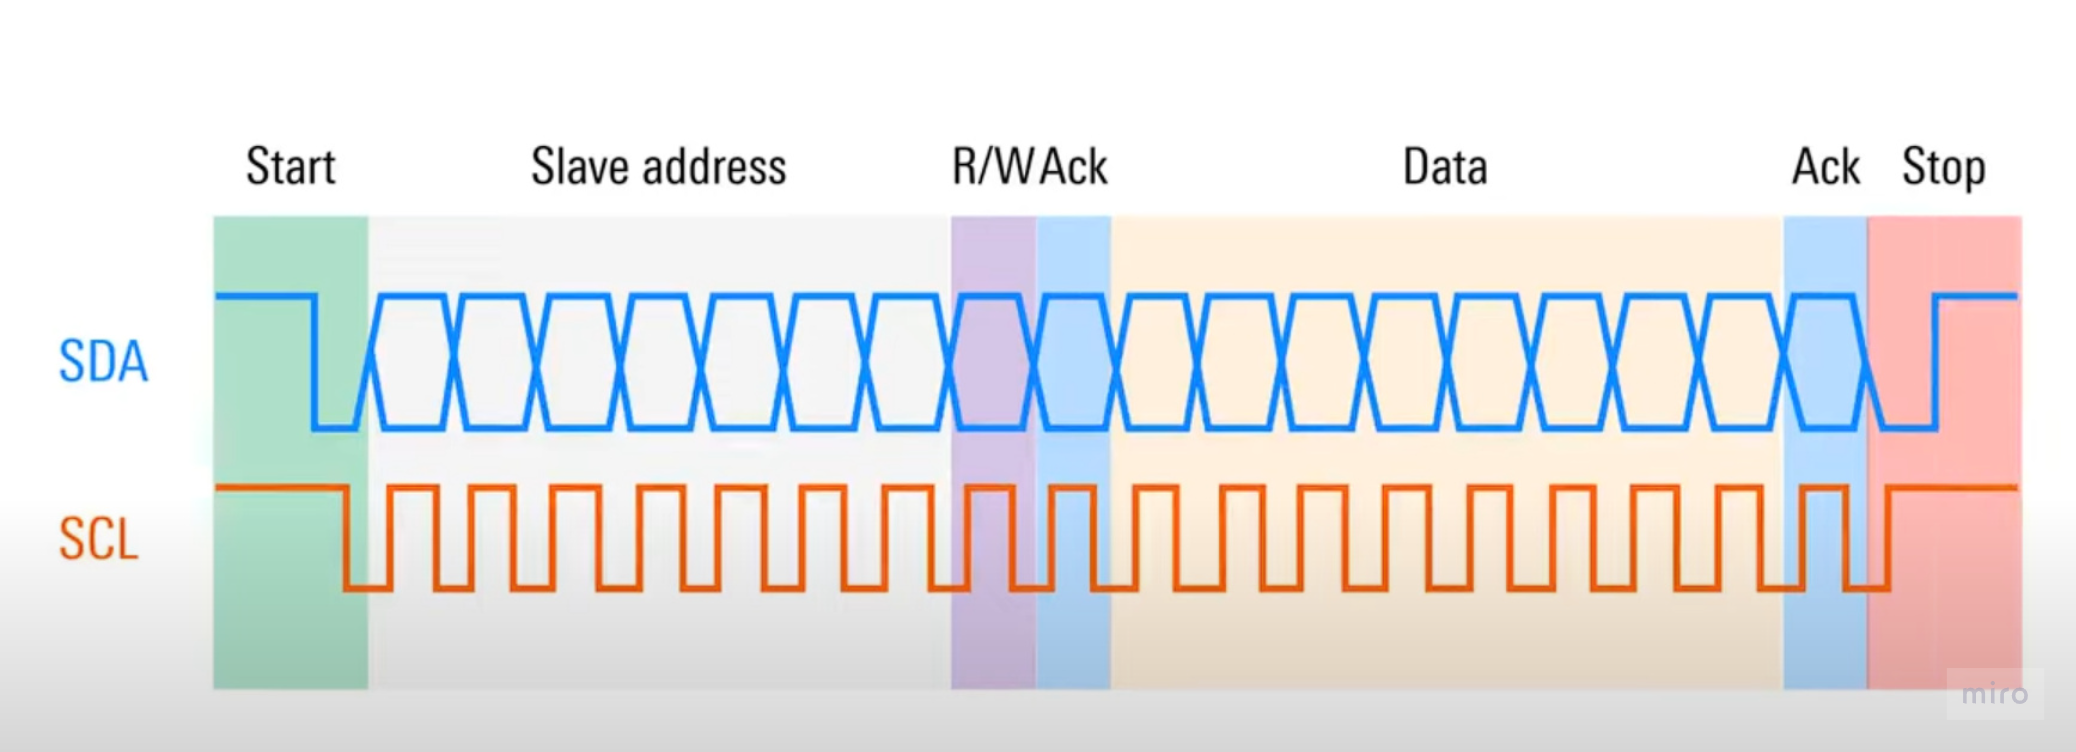 Start Slave address R/W Ack Data Ack Stop
SDA
SCL
miro